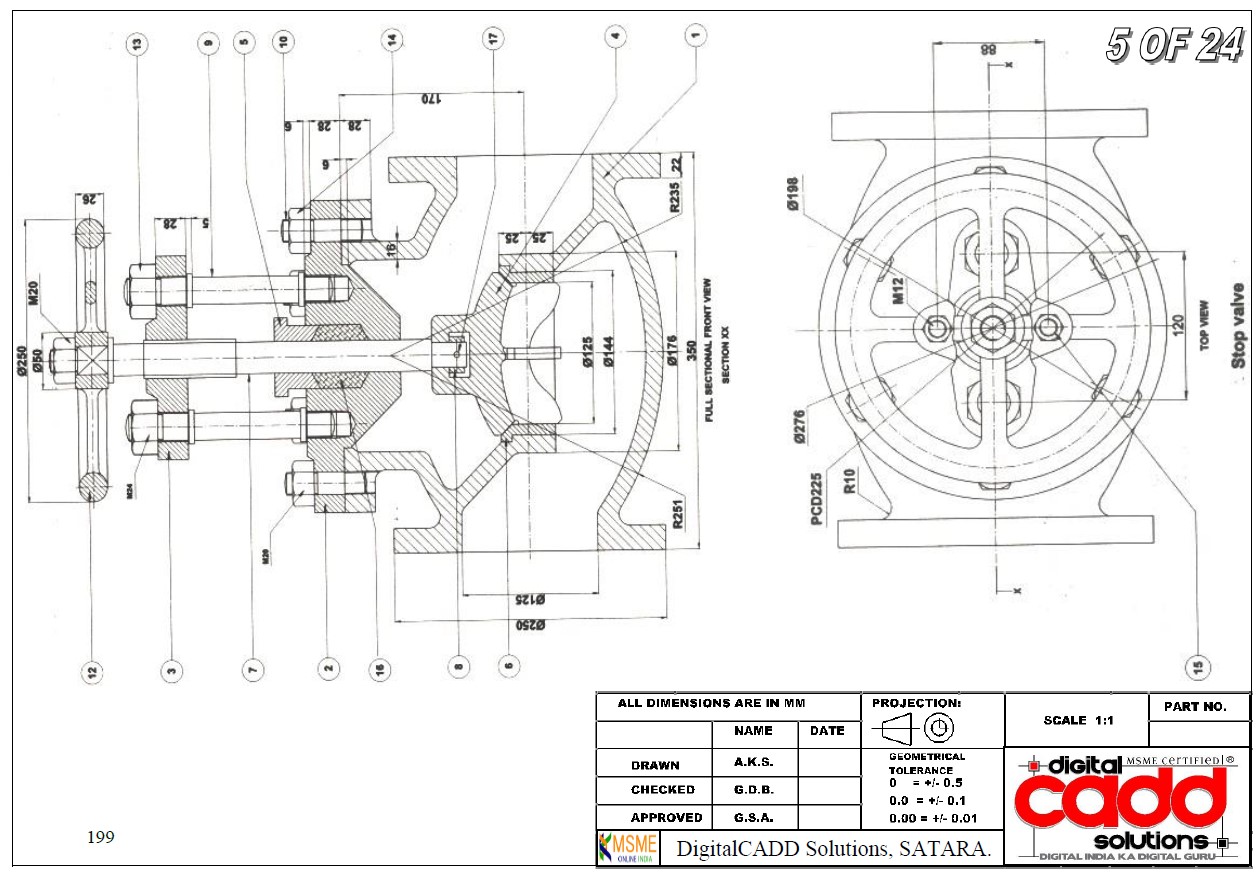 5 OF 24
13
9
5
10
14
17
4
1
88
x
170
6
28
28
6
22
26
28
5
R235
16
25
25
Ø198
M20
M12
Ø250
Ø50
Ø125
Ø144
Ø176
350
FULL SECTIONAL FRONT VIEW
SECTION XX
120
TOP VIEW
Stop valve
Ø276
M24
PCD225
R10
R251
M20
Ø125
Ø250
x
12
3
7
2
16
8
6
15
ALL DIMENSIONS ARE IN MM
NAME DATE
DRAWN A.K.S.
CHECKED G.D.B.
APPROVED G.S.A.
PROJECTION:
GEOMETRICAL
TOLERANCE
0 = +/- 0.5
0.0 = +/- 0.1
0.00 = +/- 0.01
SCALE 1:1
PART NO.
MSME
ONLINE INDIA
DigitalCADD Solutions, SATARA.
digital MSME CERTIFIED ®
cadd
solutions
DIGITAL INDIA KA DIGITAL GURU
199